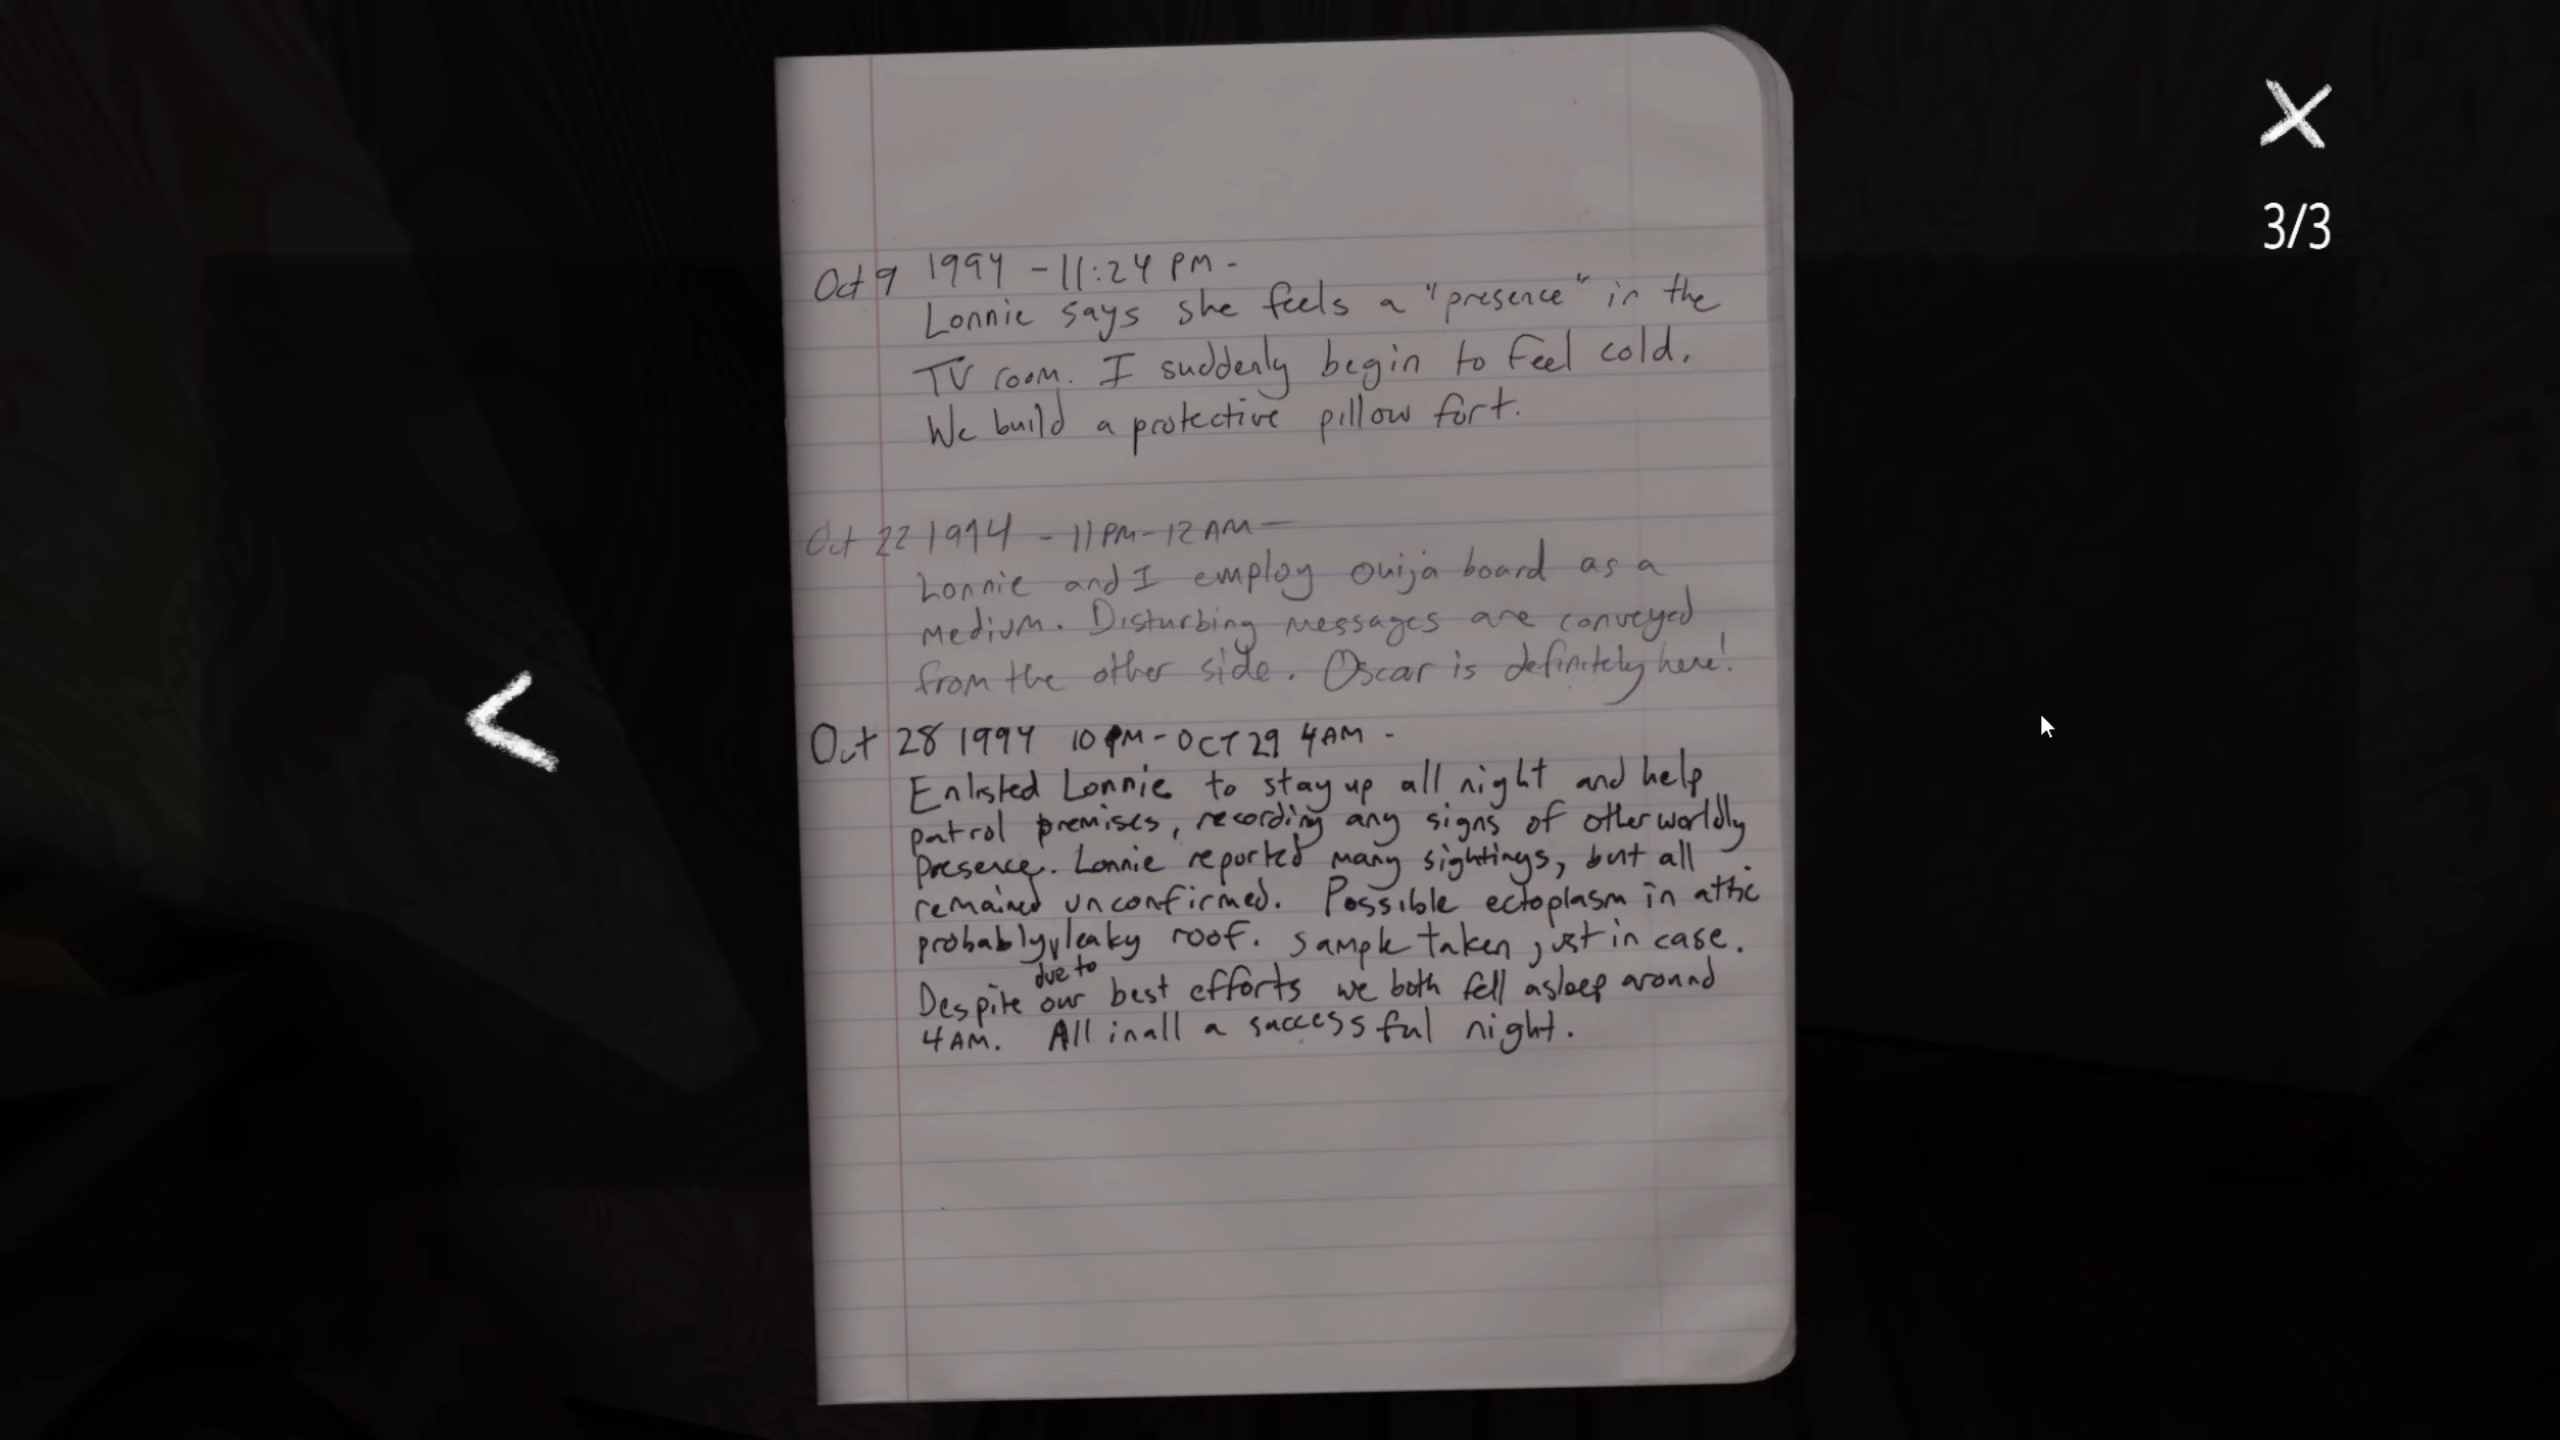 3/3
Oct 9 1994 - 11:24 PM -
Lonnie says she feels a "presence" in the
TV room. I suddenly begin to feel cold.
We build a protective pillow fort.
Oct 22 1994 - 11PM-12AM -
Lonnie and I employ ouija board as a
medium. Disturbing messages are conveyed
from the other side. Oscar is definitely here!
Oct 28 1994 10PM - OCT 29 4AM -
Enlisted Lonnie to stay up all night and help
patrol premises, recording any signs of otherworldly
presence. Lonnie reported many sightings, but all
remained unconfirmed. Possible ectoplasm in attic
probably leaky roof. Sample taken just in case.
due to
Despite our best efforts we both fell asleep around
4AM. All in all a successful night.